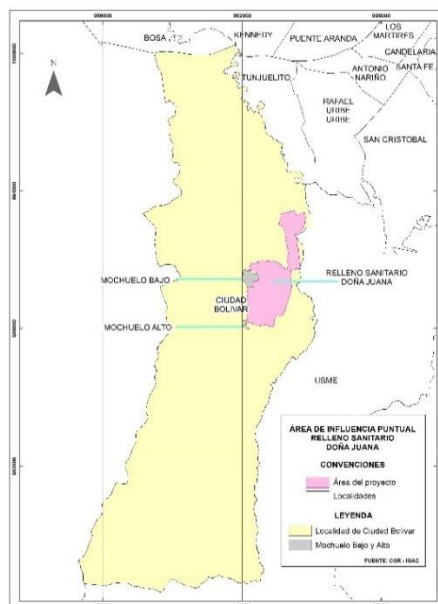 BOSA
KENNEDY
PUENTE ARANDA
LOS
MARTIRES
CANDELARIA
SANTA FE
TUNJUELITO
ANTONIO
NARIÑO
RAFAEL
URIBE
URIBE
SAN CRISTOBAL
N
MOCHUELO BAJO
RELLENO SANITARIO
DOÑA JUANA
CIUDAD
BOLIVAR
MOCHUELO ALTO
USME
ÁREA DE INFLUENCIA PUNTUAL
RELLENO SANITARIO
DOÑA JUANA
CONVENCIONES
Área del proyecto
Localidades
LEYENDA
Localidad de Ciudad Bolivar
Mochuelo Bajo y Alto
FUENTE: CGR - IGAC